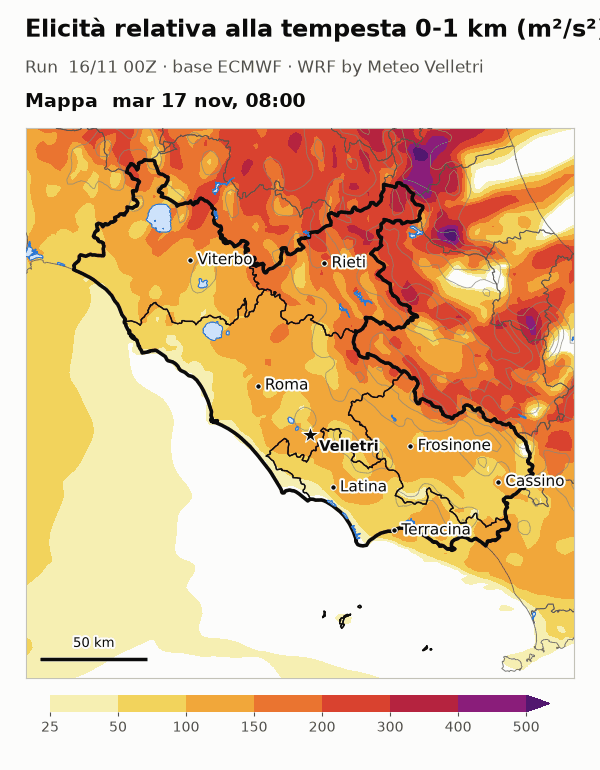 Elicità relativa alla tempesta 0-1 km (m²/s²)
Run 16/11 00Z · base ECMWF · WRF by Meteo Velletri
Mappa mar 17 nov, 08:00
Viterbo
Rieti
Roma
Velletri
Frosinone
Cassino
Latina
Terracina
50 km
25 50 100 150 200 300 400 500